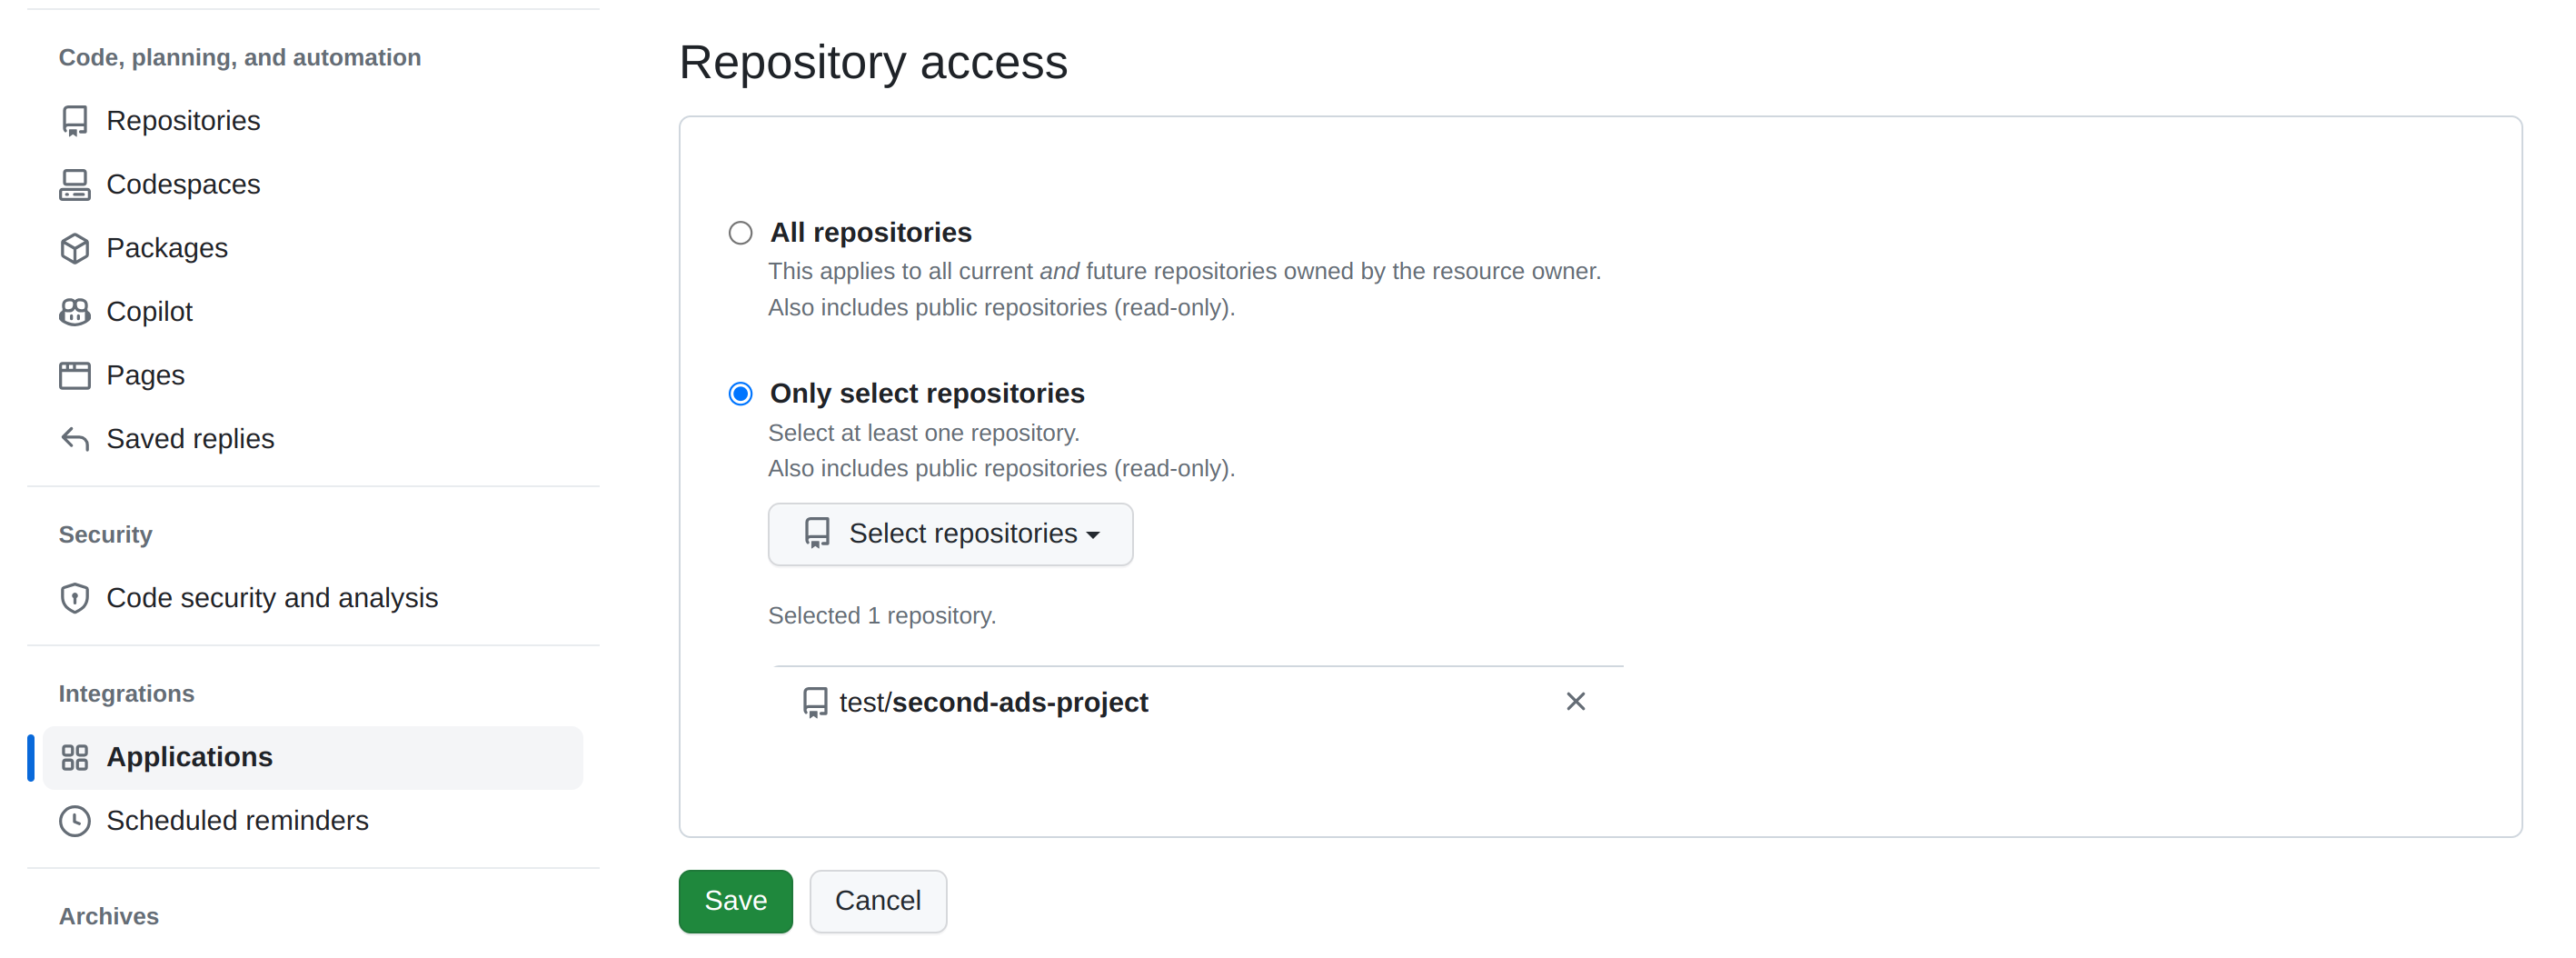 Code, planning, and automation
Repositories
Codespaces
Packages
Copilot
Pages
Saved replies
Security
Code security and analysis
Integrations
Applications
Scheduled reminders
Archives
Repository access
All repositories
This applies to all current and future repositories owned by the resource owner.
Also includes public repositories (read-only).
Only select repositories
Select at least one repository.
Also includes public repositories (read-only).
Select repositories
Selected 1 repository.
test/second-ads-project
Save
Cancel